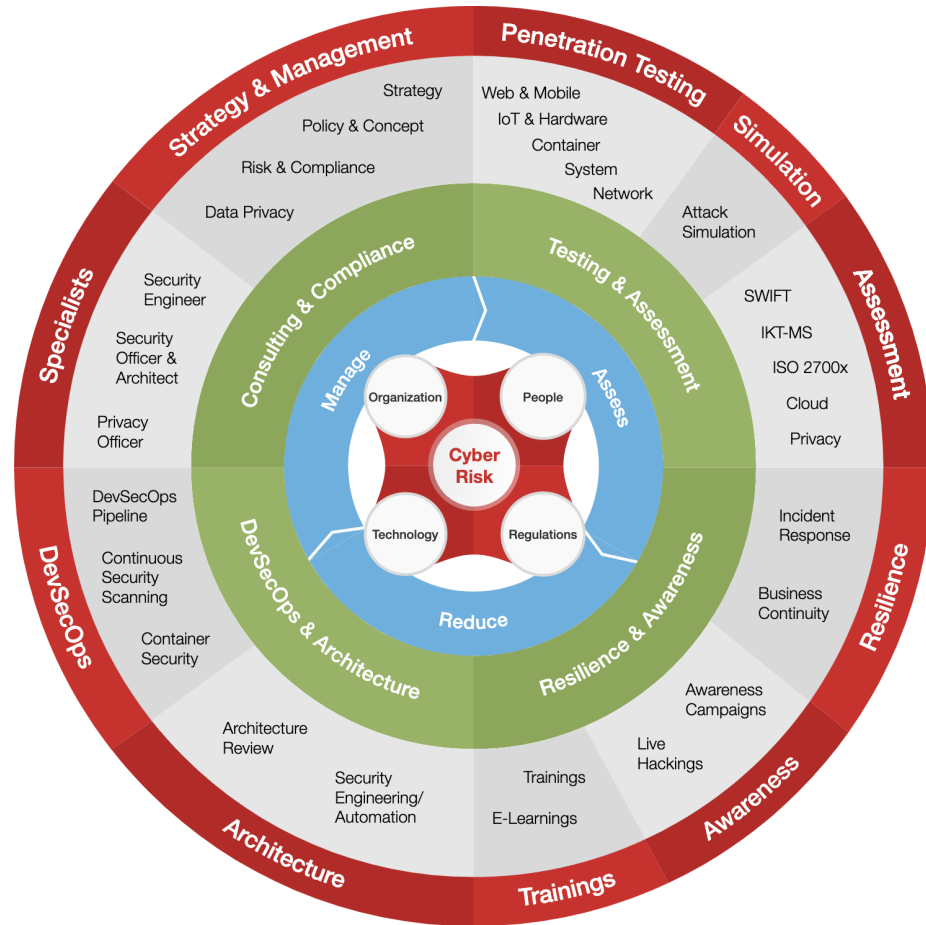 Strategy & Management
Strategy
Policy & Concept
Risk & Compliance
Data Privacy
Penetration Testing
Web & Mobile
IoT & Hardware
Container
System
Network
Simulation
Attack
Simulation
Assessment
SWIFT
IKT-MS
ISO 2700x
Cloud
Privacy
Resilience
Incident
Response
Business
Continuity
Awareness
Awareness
Campaigns
Live
Hackings
Trainings
Trainings
E-Learnings
Architecture
Architecture
Review
Security
Engineering/
Automation
DevSecOps
DevSecOps
Pipeline
Continuous
Security
Scanning
Container
Security
Specialists
Security
Engineer
Security
Officer &
Architect
Privacy
Officer
Consulting & Compliance
Testing & Assessment
Resilience & Awareness
DevSecOps & Architecture
Manage
Assess
Reduce
Organization
People
Cyber
Risk
Technology
Regulations